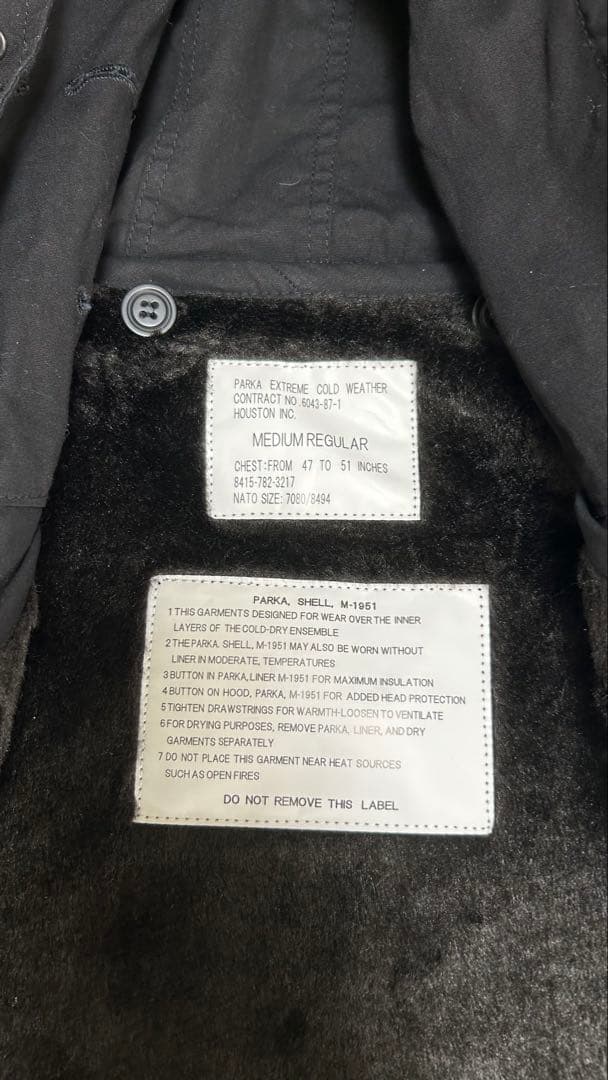 PARKA EXTREME COLD WEATHER
CONTRACT NO.6043-87-1
HOUSTON INC.
MEDIUM REGULAR
CHEST:FROM 47 TO 51 INCHES
8415-782-3217
NATO SIZE: 7080/8494
PARKA, SHELL, M-1951
1 THIS GARMENTS DESIGNED FOR WEAR OVER THE INNER
LAYERS OF THE COLD-DRY ENSEMBLE
2 THE PARKA. SHELL, M-1951 MAY ALSO BE WORN WITHOUT
LINER IN MODERATE, TEMPERATURES
3 BUTTON IN PARKA, LINER M-1951 FOR MAXIMUM INSULATION
4 BUTTON ON HOOD, PARKA, M-1951 FOR ADDED HEAD PROTECTION
5 TIGHTEN DRAWSTRINGS FOR WARMTH-LOOSEN TO VENTILATE
6 FOR DRYING PURPOSES, REMOVE PARKA, LINER, AND DRY
GARMENTS SEPARATELY
7 DO NOT PLACE THIS GARMENT NEAR HEAT SOURCES
SUCH AS OPEN FIRES
DO NOT REMOVE THIS LABEL